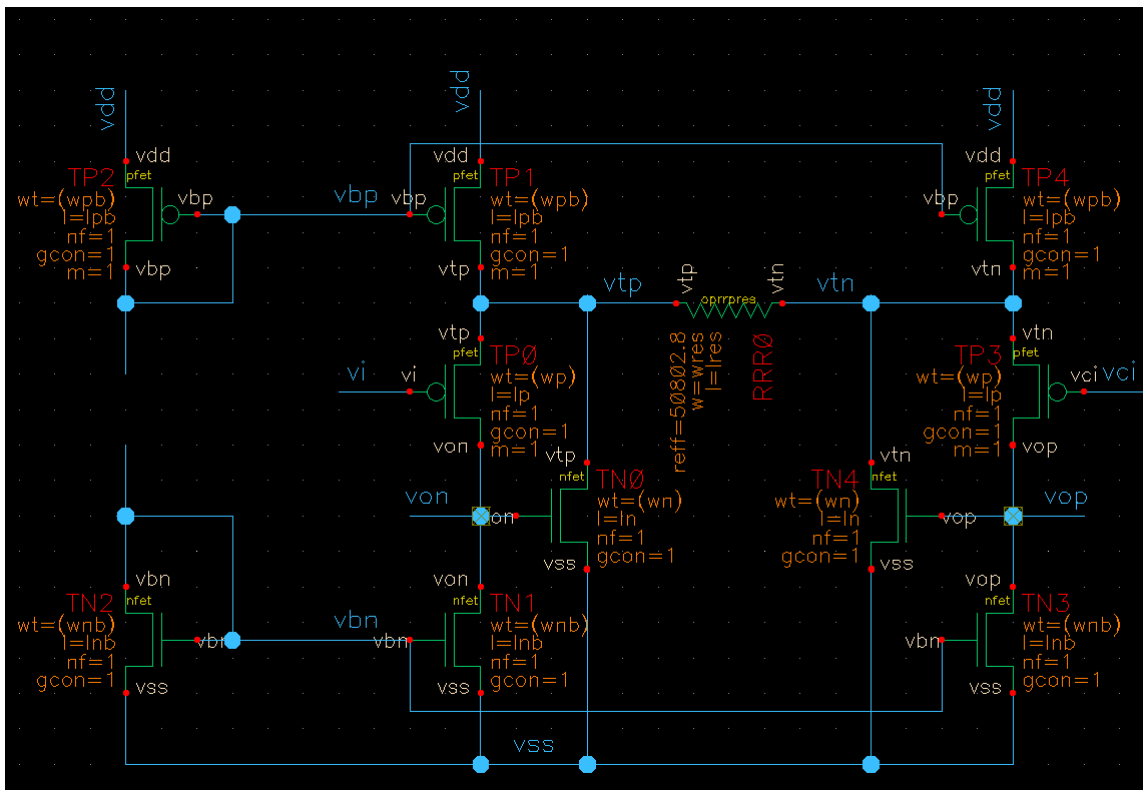 vdd
vdd
vdd
vdd
TP2
pfet
wt=(wpb)
l=lpb
nf=1
gcon=1
m=1
vbp
vbp
vbp
vdd
TP1
pfet
vbp
wt=(wpb)
l=lpb
nf=1
gcon=1
m=1
vtp
vdd
TP4
pfet
vbp
wt=(wpb)
l=lpb
nf=1
gcon=1
m=1
vtn
vtp
vtp
vtn
vtn
opprpres
reff=50802.8
w=wres
l=lres
RRR0
vtp
TP0
pfet
vi
vi
wt=(wp)
l=lp
nf=1
gcon=1
m=1
von
vtn
TP3
pfet
wt=(wp)
l=lp
nf=1
gcon=1
m=1
vci
vci
vop
von
vtp
TN0
nfet
wt=(wn)
l=ln
nf=1
gcon=1
vss
vtn
TN4
nfet
wt=(wn)
l=ln
nf=1
gcon=1
vss
vop
vop
vbn
TN2
nfet
wt=(wnb)
l=lnb
nf=1
gcon=1
vbn
vss
vbn
vbn
von
TN1
nfet
wt=(wnb)
l=lnb
nf=1
gcon=1
vss
vop
TN3
nfet
vbn
wt=(wnb)
l=lnb
nf=1
gcon=1
vss
vss